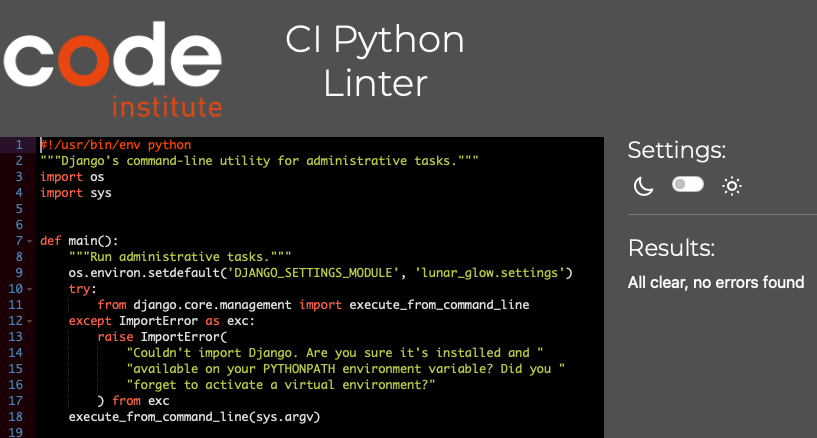 code
institute
CI Python
Linter
1 #!/usr/bin/env python
2 """Django's command-line utility for administrative tasks."""
3 import os
4 import sys
5
6
7 def main():
8     """Run administrative tasks."""
9     os.environ.setdefault('DJANGO_SETTINGS_MODULE', 'lunar_glow.settings')
10     try:
11         from django.core.management import execute_from_command_line
12     except ImportError as exc:
13         raise ImportError(
14             "Couldn't import Django. Are you sure it's installed and "
15             "available on your PYTHONPATH environment variable? Did you "
16             "forget to activate a virtual environment?"
17         ) from exc
18     execute_from_command_line(sys.argv)
19
Settings:
Results:
All clear, no errors found